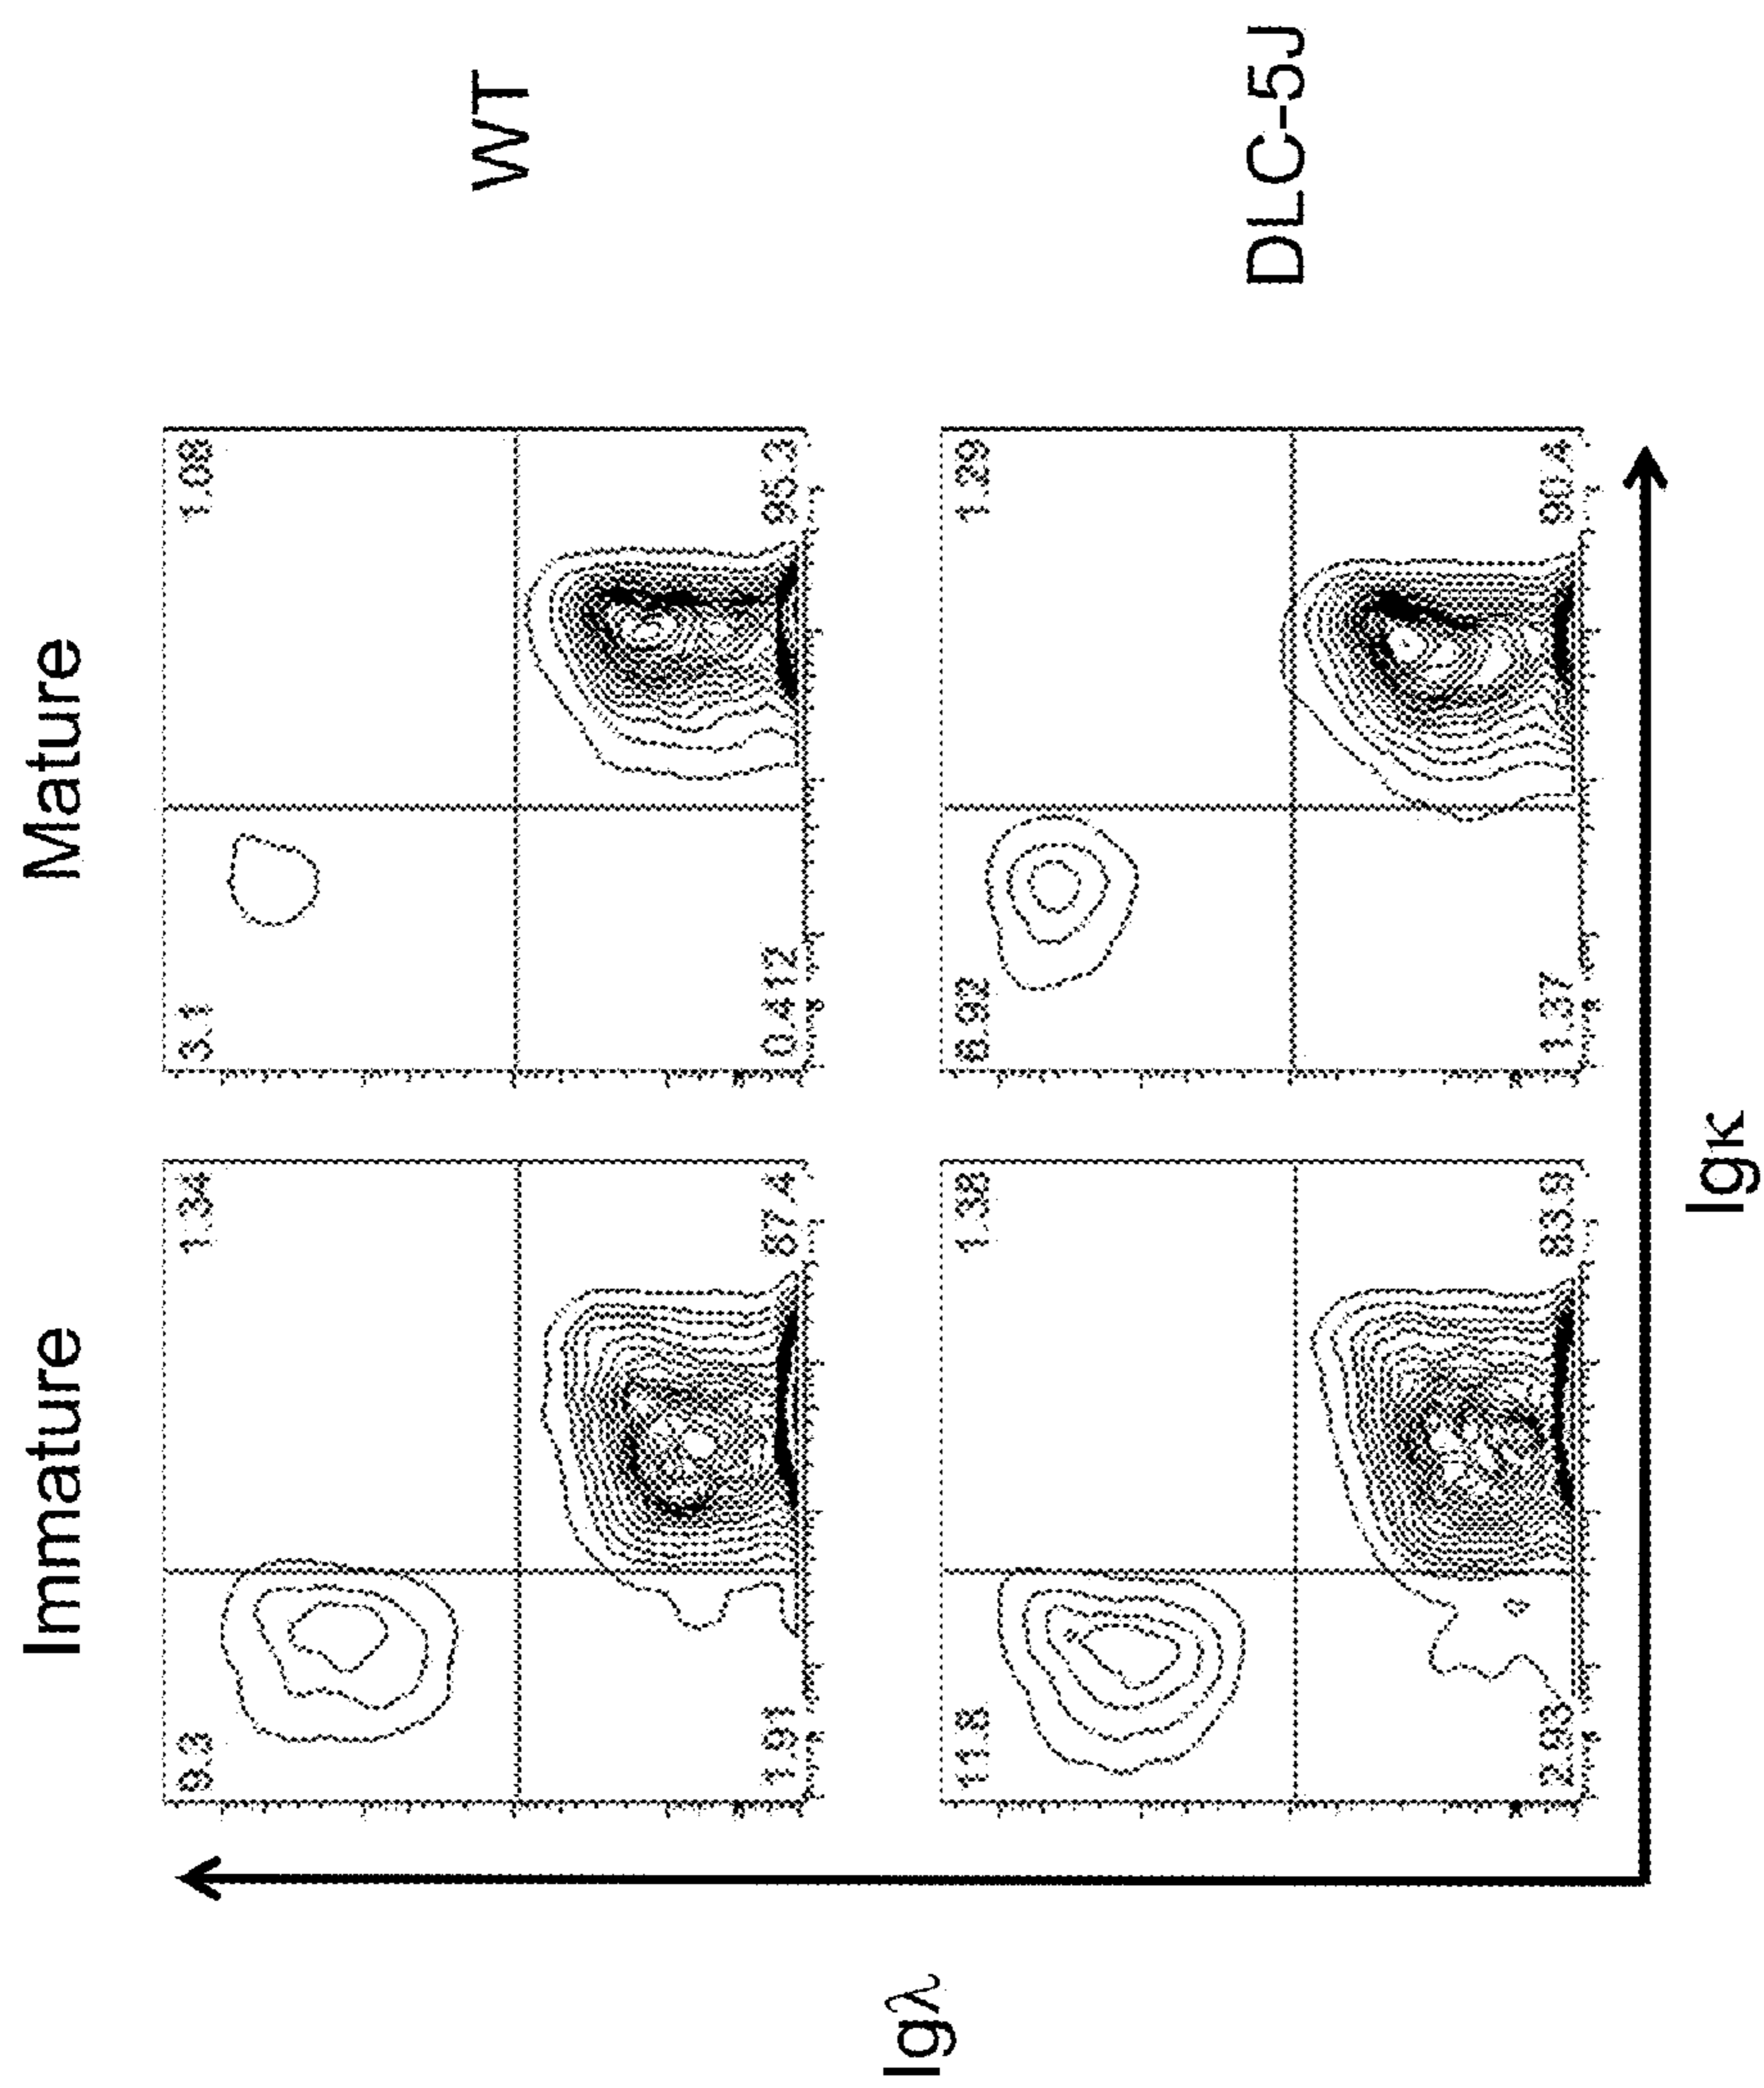 Immature Mature
9.3 1.34 3.1 1.08
WT
1.91 87.4 0.412 95.3
Igλ
11.8 1.38 6.92 1.29
DLC-5J
2.93 83.9 1.37 90.4
Igκ